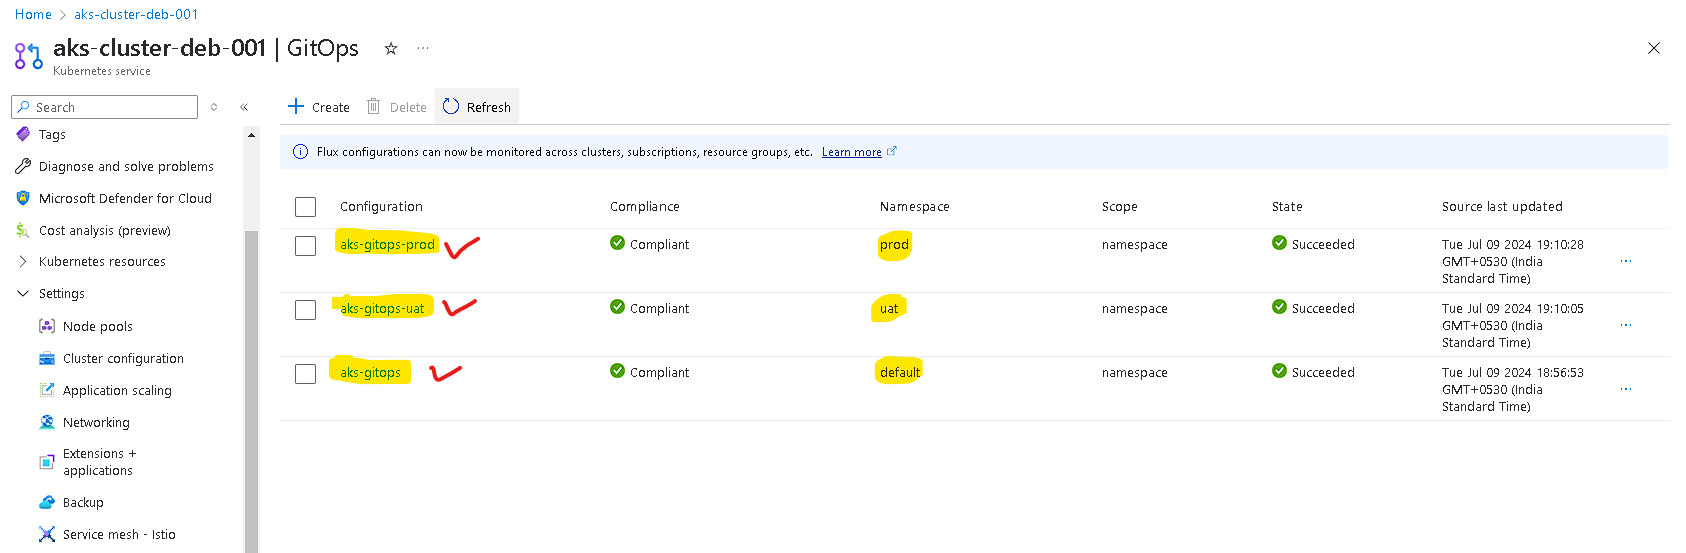 Home > aks-cluster-deb-001
aks-cluster-deb-001 | GitOps
Kubernetes service
Search
Tags
Diagnose and solve problems
Microsoft Defender for Cloud
Cost analysis (preview)
Kubernetes resources
Settings
Node pools
Cluster configuration
Application scaling
Networking
Extensions +
applications
Backup
Service mesh - Istio
Create Delete Refresh
Flux configurations can now be monitored across clusters, subscriptions, resource groups, etc. Learn more
Configuration Compliance Namespace Scope State Source last updated
aks-gitops-prod Compliant prod namespace Succeeded Tue Jul 09 2024 19:10:28
GMT+0530 (India
Standard Time)
aks-gitops-uat Compliant uat namespace Succeeded Tue Jul 09 2024 19:10:05
GMT+0530 (India
Standard Time)
aks-gitops Compliant default namespace Succeeded Tue Jul 09 2024 18:56:53
GMT+0530 (India
Standard Time)